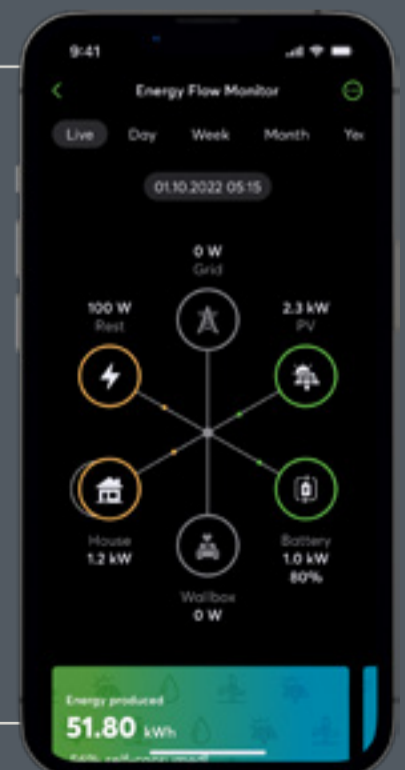 9:41
Energy Flow Monitor
Live Day Week Month Yea
01.10.2022 05:15
0 W
Grid
100 W
Rest
2.3 kW
PV
House
1.2 kW
Battery
1.0 kW
80%
Wallbox
0 W
Energy produced
51.80 kWh